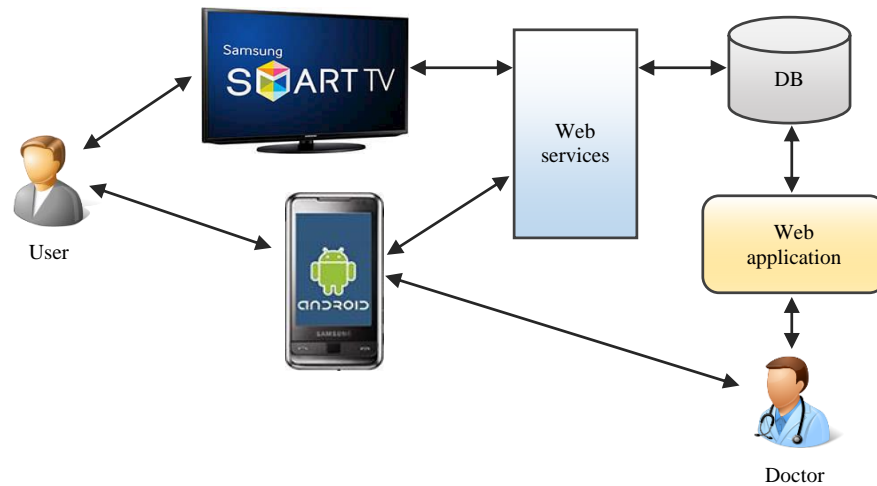 Samsung
SMART TV
DB
Web
services
User
Web
application
android
SAMSUNG
Doctor